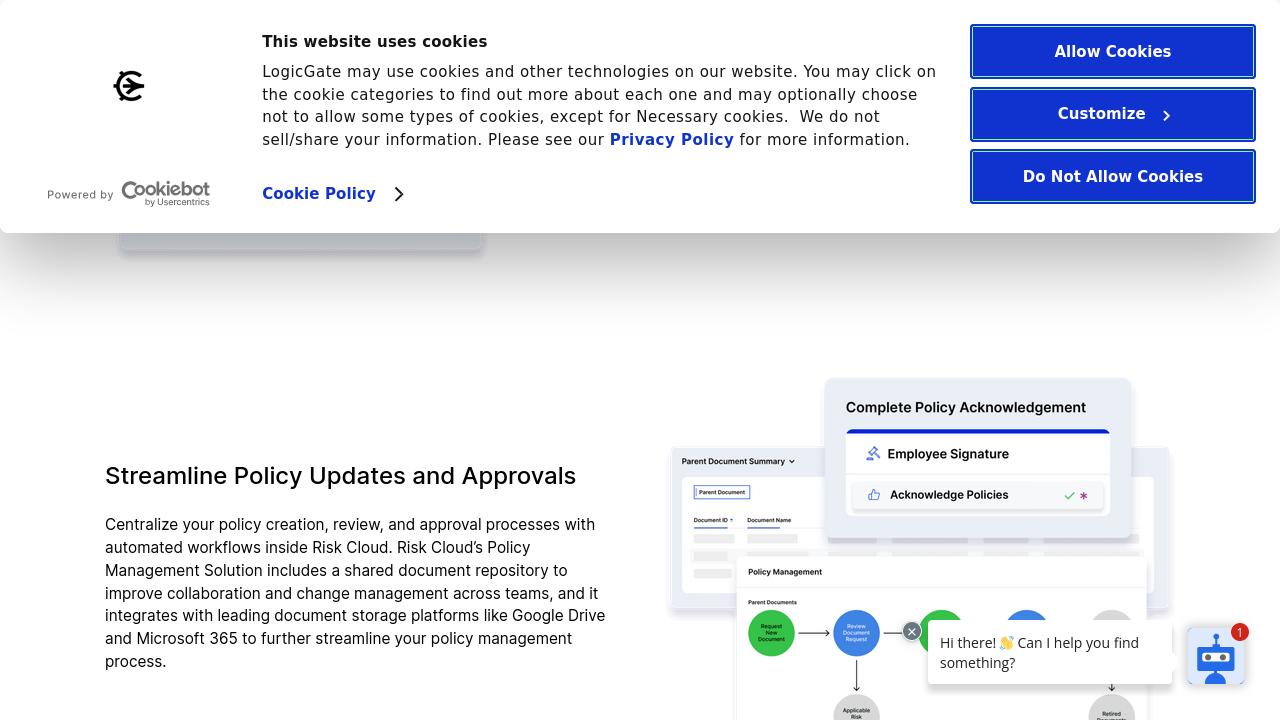 This website uses cookies
LogicGate may use cookies and other technologies on our website. You may click on
the cookie categories to find out more about each one and may optionally choose
not to allow some types of cookies, except for Necessary cookies.  We do not
sell/share your information. Please see our Privacy Policy for more information.
Powered by Cookiebot
by Usercentrics
Cookie Policy
Allow Cookies
Customize
Do Not Allow Cookies
Streamline Policy Updates and Approvals
Centralize your policy creation, review, and approval processes with
automated workflows inside Risk Cloud. Risk Cloud’s Policy
Management Solution includes a shared document repository to
improve collaboration and change management across teams, and it
integrates with leading document storage platforms like Google Drive
and Microsoft 365 to further streamline your policy management
process.
Complete Policy Acknowledgement
Employee Signature
Acknowledge Policies
Parent Document Summary
Parent Document
Document ID
Document Name
Policy Management
Parent Documents
Request
New
Document
Review
Document
Request
Applicable
Risk
Retired
Hi there! 👋 Can I help you find
something?
1